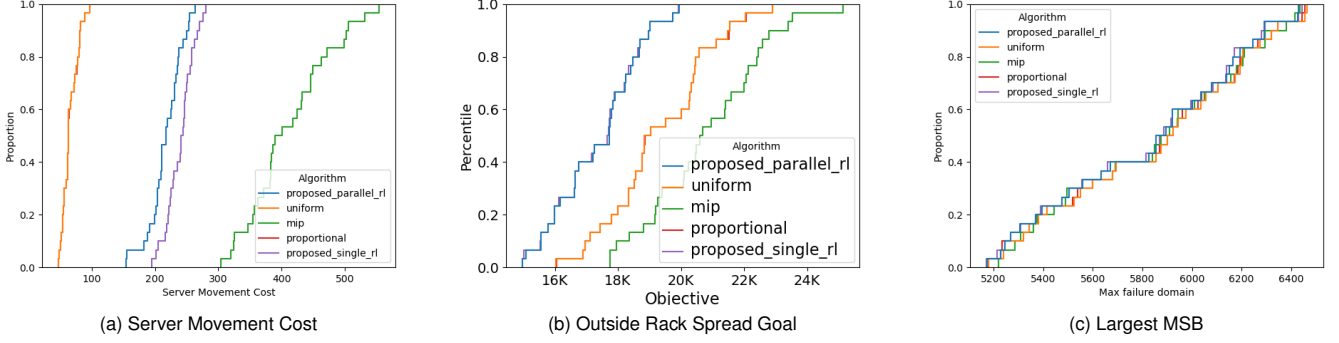 1.0
0.8
0.6
0.4
0.2
0.0
Proportion
Algorithm
proposed_parallel_rl
uniform
mip
proportional
proposed_single_rl
100
200
300
400
500
Server Movement Cost
(a) Server Movement Cost
1.0
0.8
0.6
0.4
0.2
0.0
Percentile
Algorithm
proposed_parallel_rl
uniform
mip
proportional
proposed_single_rl
16K
18K
20K
22K
24K
Objective
(b) Outside Rack Spread Goal
1.0
0.8
0.6
0.4
0.2
0.0
Proportion
Algorithm
proposed_parallel_rl
uniform
mip
proportional
proposed_single_rl
5200
5400
5600
5800
6000
6200
6400
Max failure domain
(c) Largest MSB